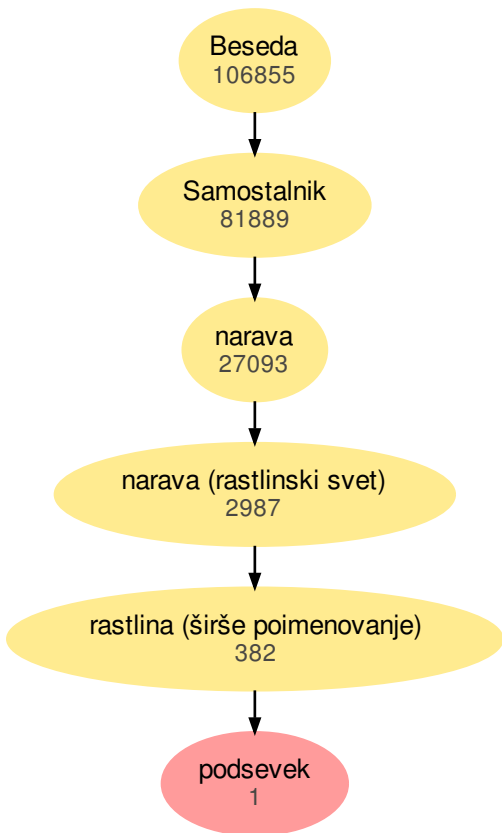 Beseda
106855
Samostalnik
81889
narava
27093
narava (rastlinski svet)
2987
rastlina (širše poimenovanje)
382
podsevek
1